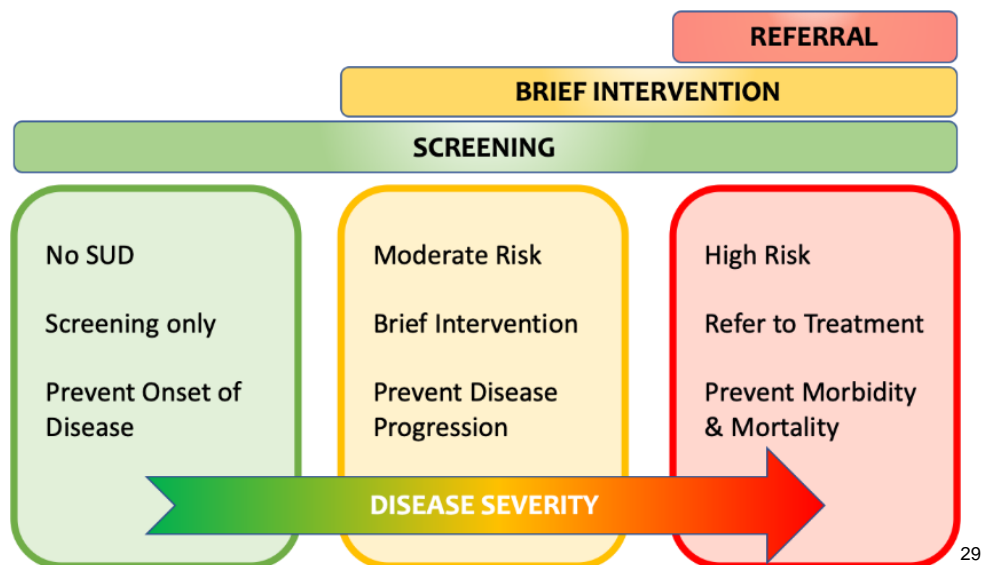 REFERRAL
BRIEF INTERVENTION
SCREENING
No SUD
Screening only
Prevent Onset of
Disease
Moderate Risk
Brief Intervention
Prevent Disease
Progression
High Risk
Refer to Treatment
Prevent Morbidity
& Mortality
DISEASE SEVERITY
29